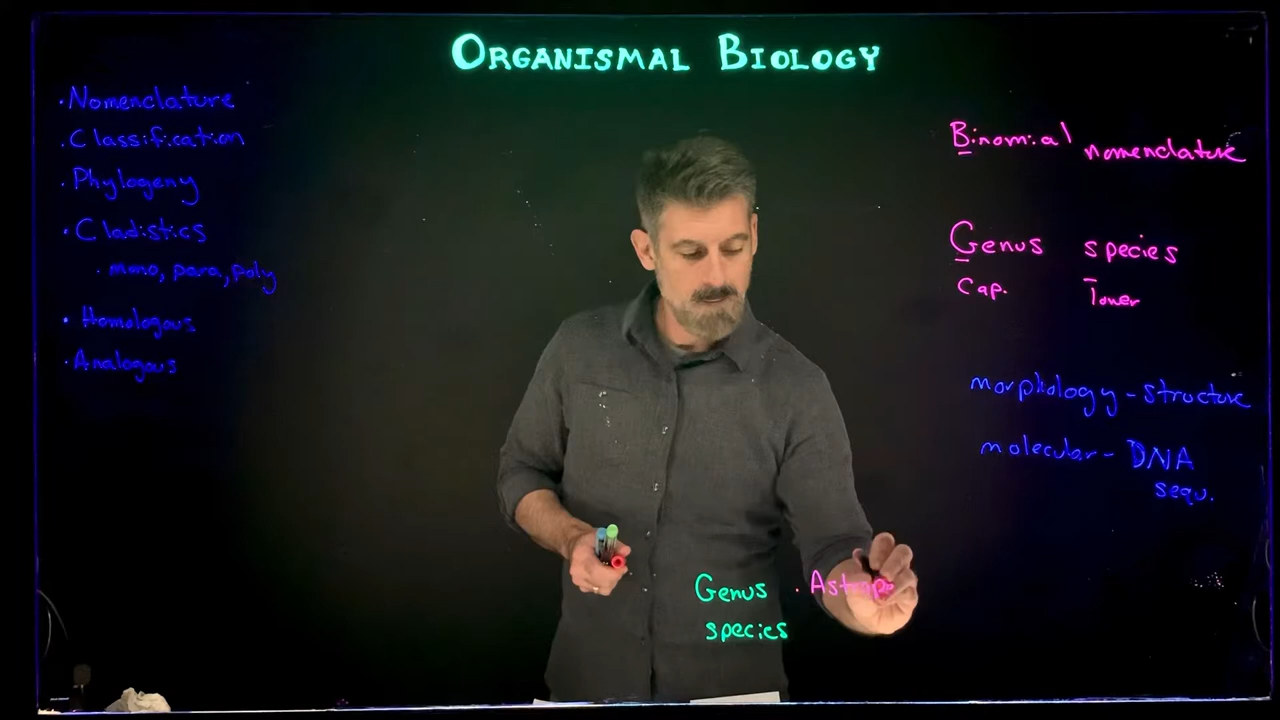 ORGANISMAL BIOLOGY
· Nomenclature
· Classification
· Phylogeny
· Cladistics
· mono, para, poly
· Homologous
· Analogous
Binomial nomenclature
Genus species
Cap. lower
morphology - structure
molecular - DNA
sequ.
Genus · Astrope
species